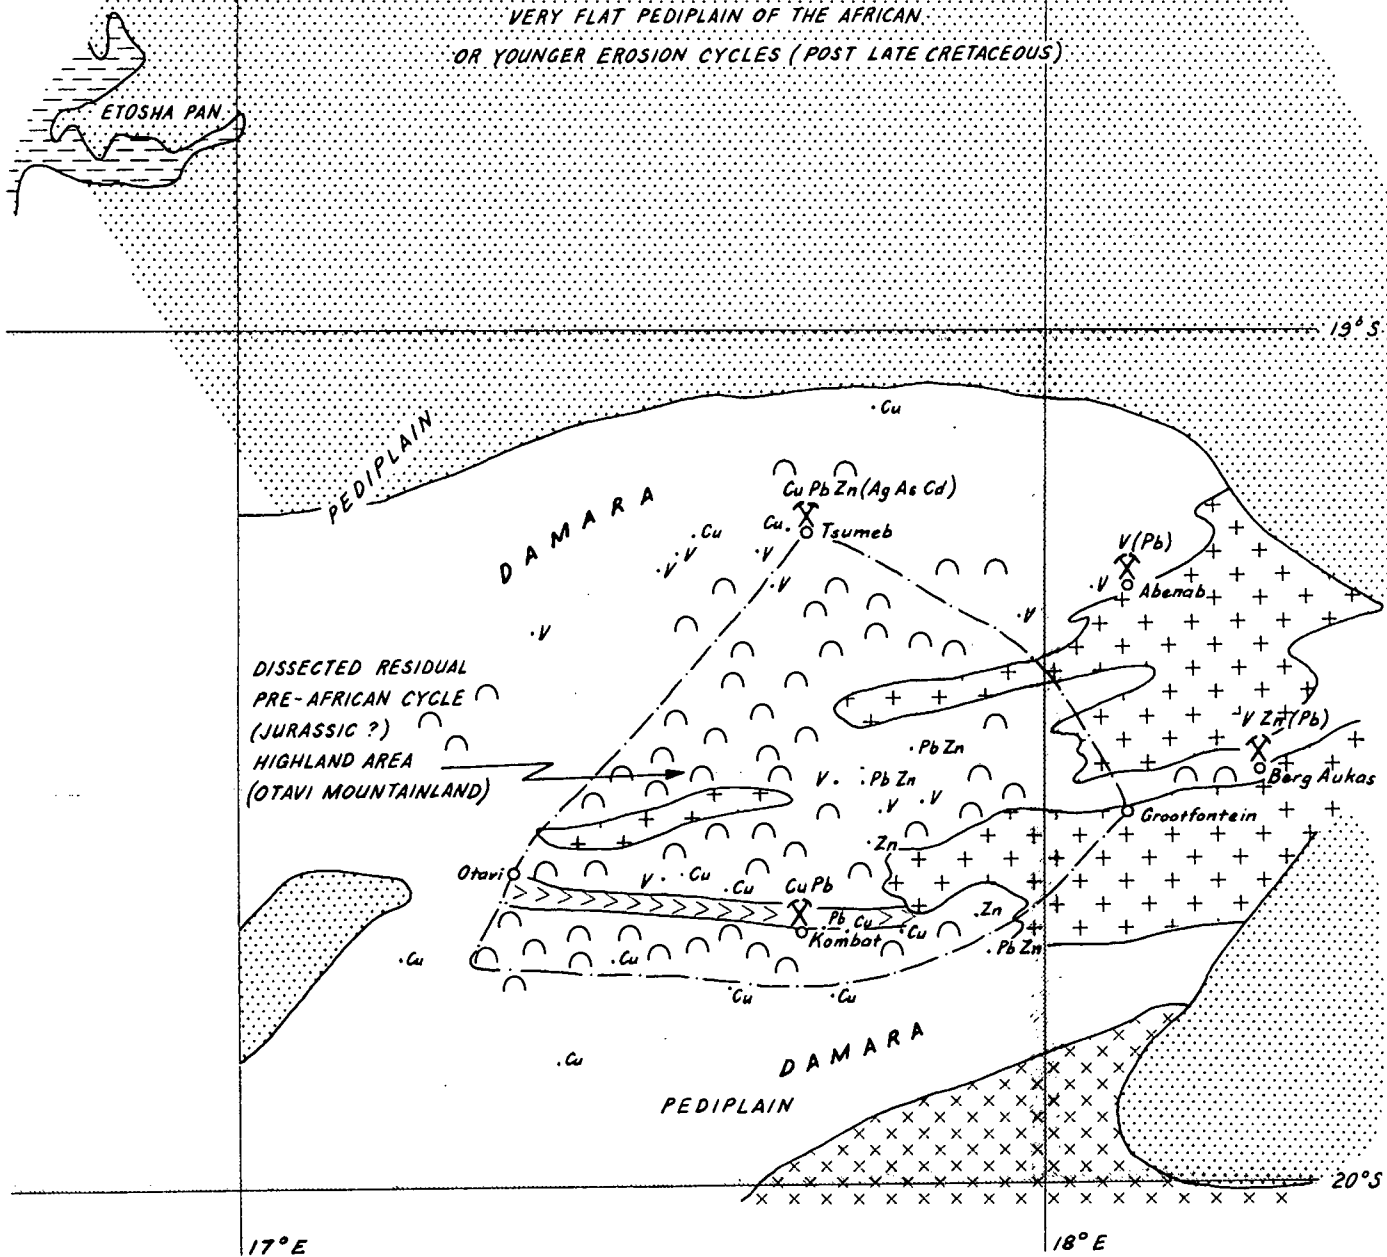 VERY FLAT PEDIPLAIN OF THE AFRICAN
OR YOUNGER EROSION CYCLES (POST LATE CRETACEOUS)
ETOSHA PAN
19°S
PEDIPLAIN
Cu
DAMARA
Cu Pb Zn (Ag As Cd)
Cu
Tsumeb
Cu
V
V
V
V
V (Pb)
V
Abenab
V
V
DISSECTED RESIDUAL
PRE-AFRICAN CYCLE
(JURASSIC ?)
HIGHLAND AREA
(OTAVI MOUNTAINLAND)
V Zn (Pb)
Berg Aukas
Pb Zn
V
Pb Zn
V
V
Grootfontein
Zn
Otavi
V
Cu
Cu
Cu Pb
Pb
Cu
Kombat
Cu
Zn
Pb Zn
Cu
Cu
Cu
Cu
Cu
DAMARA
PEDIPLAIN
20°S
17°E
18°E